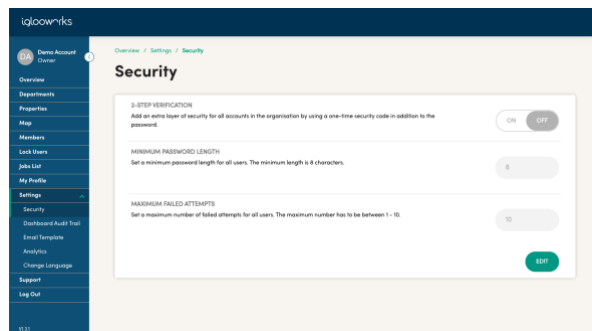 iglooworks
DA
Demo Account
Owner
Overview
Departments
Properties
Map
Members
Lock Users
Jobs List
My Profile
Settings
Security
Dashboard Audit Trail
Email Template
Analytics
Change Language
Support
Log Out
V1.3.1
Overview / Settings / Security
Security
2-STEP VERIFICATION
Add an extra layer of security for all accounts in the organisation by using a one-time security code in addition to the
password.
ON OFF
MINIMUM PASSWORD LENGTH
Set a minimum password length for all users. The minimum length is 8 characters.
8
MAXIMUM FAILED ATTEMPTS
Set a maximum number of failed attempts for all users. The maximum number has to be between 1 - 10.
10
EDIT